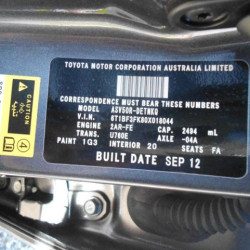 TOYOTA MOTOR CORPORATION AUSTRALIA LIMITED
CORRESPONDENCE MUST BEAR THESE NUMBERS
MODEL ASV50R-DETNKQ
V.I.N. 6T1BF3FK80X018044
ENGINE 2AR-FE CAP. 2494 mL
TRANS U760E AXLE -04A
PAINT 1G3 INTERIOR 20 SEATS FA
BUILT DATE SEP 12
CAUTION